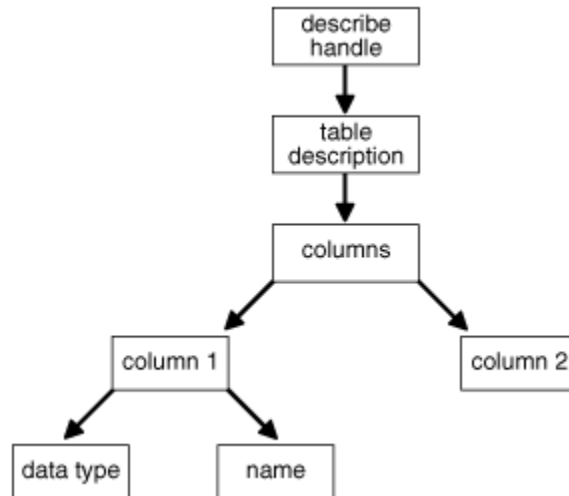 describe
handle
table
description
columns
column 1
column 2
data type
name